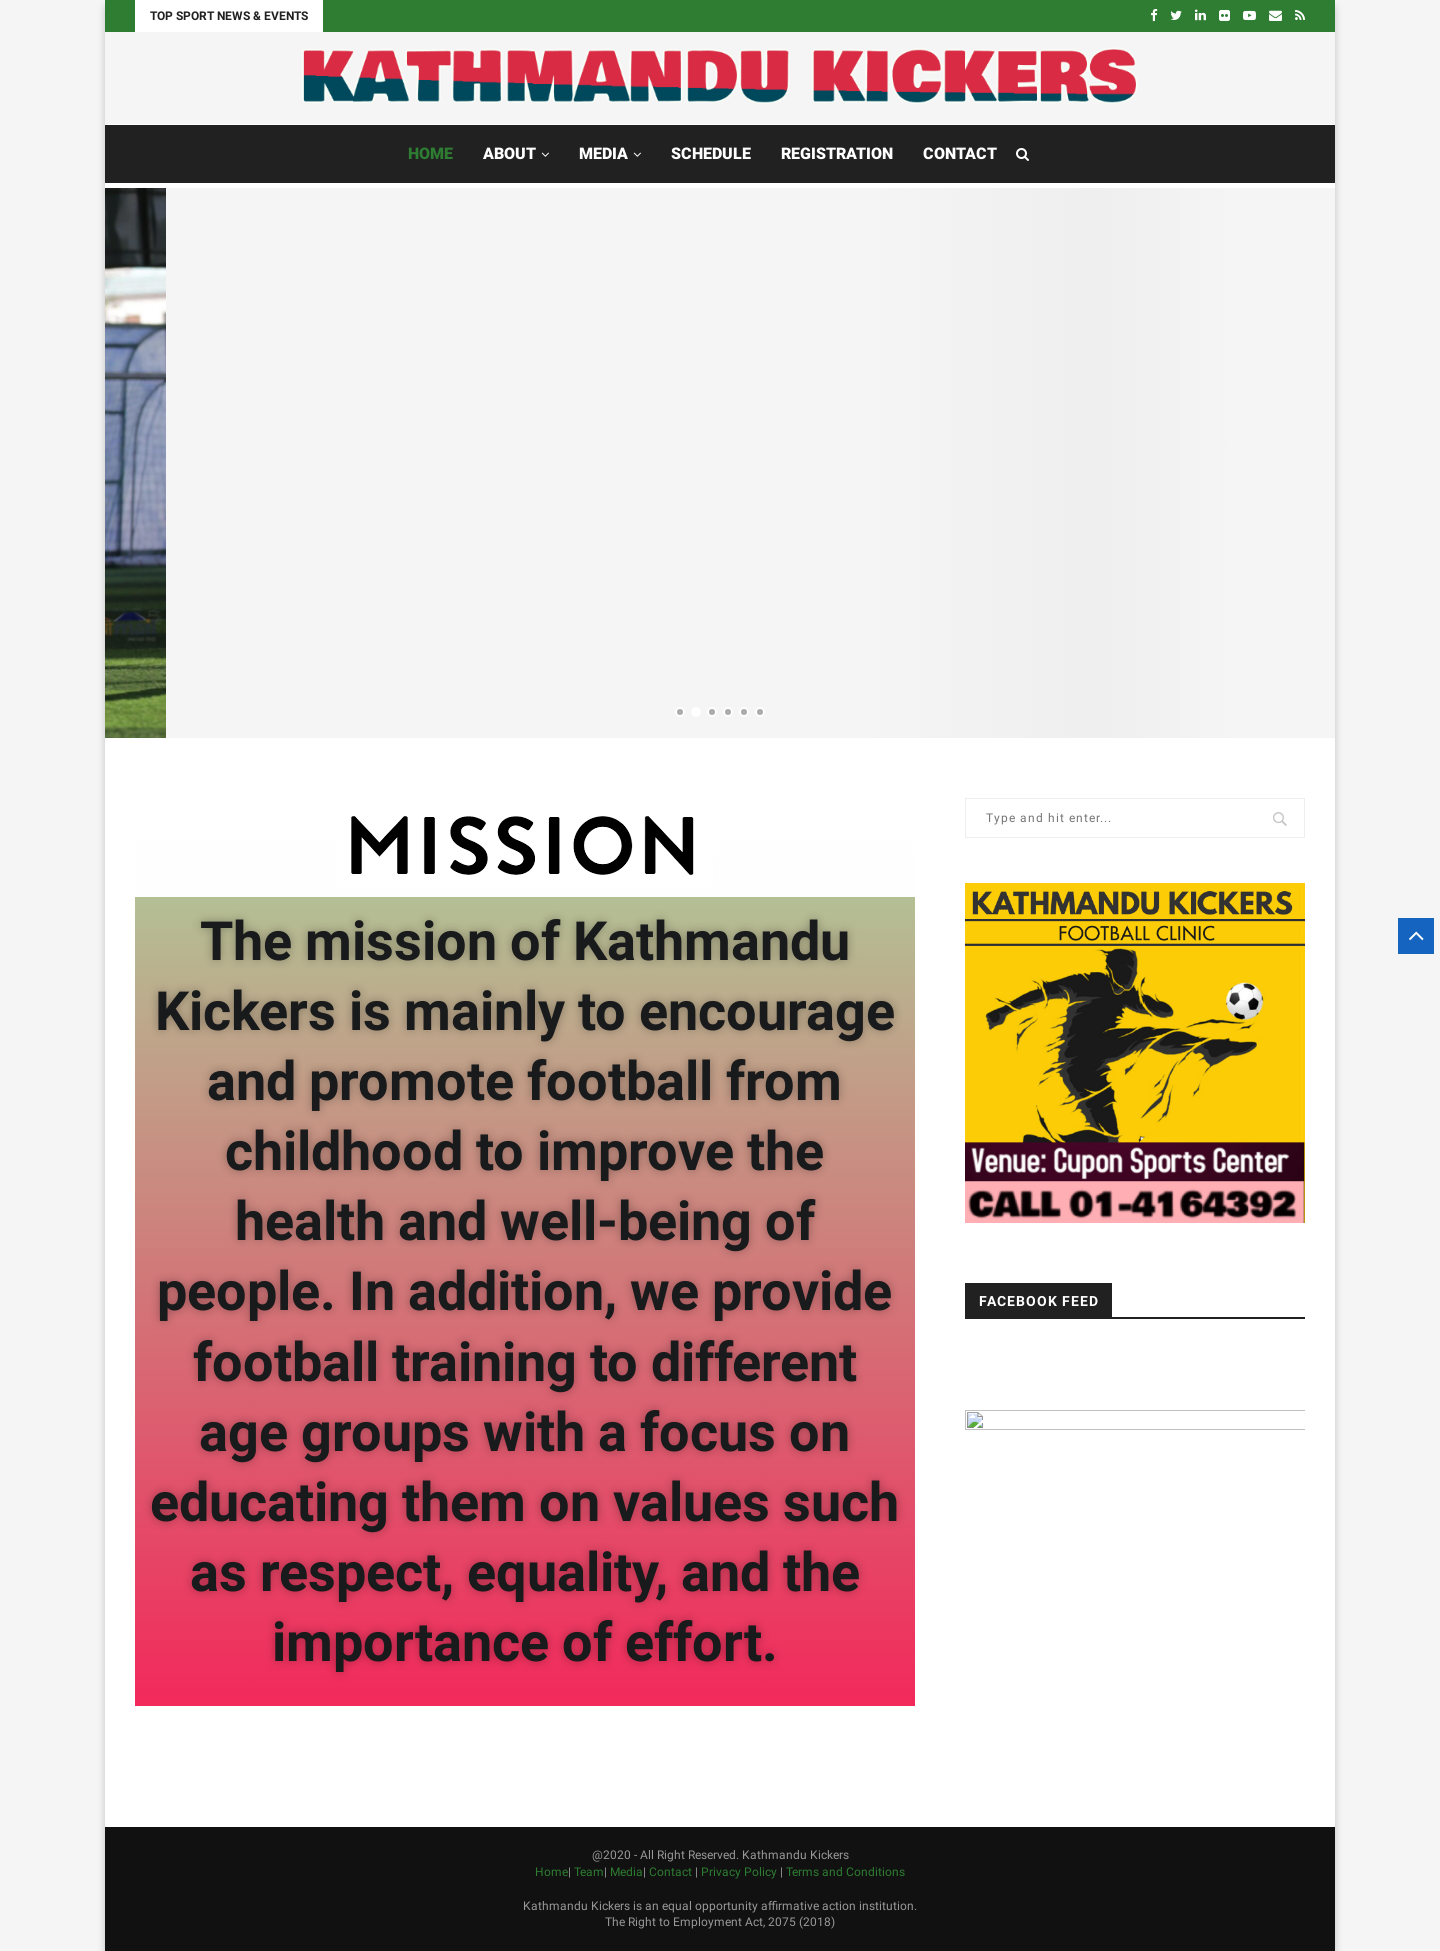 TOP SPORT NEWS & EVENTS
KATHMANDU KICKERS
HOME ABOUT MEDIA SCHEDULE REGISTRATION CONTACT
MISSION
The mission of Kathmandu
Kickers is mainly to encourage
and promote football from
childhood to improve the
health and well-being of
people. In addition, we provide
football training to different
age groups with a focus on
educating them on values such
as respect, equality, and the
importance of effort.
Type and hit enter...
KATHMANDU KICKERS
FOOTBALL CLINIC
Venue: Cupon Sports Center
CALL 01-4164392
FACEBOOK FEED
@2020 - All Right Reserved. Kathmandu Kickers
Home| Team| Media| Contact | Privacy Policy | Terms and Conditions
Kathmandu Kickers is an equal opportunity affirmative action institution.
The Right to Employment Act, 2075 (2018)